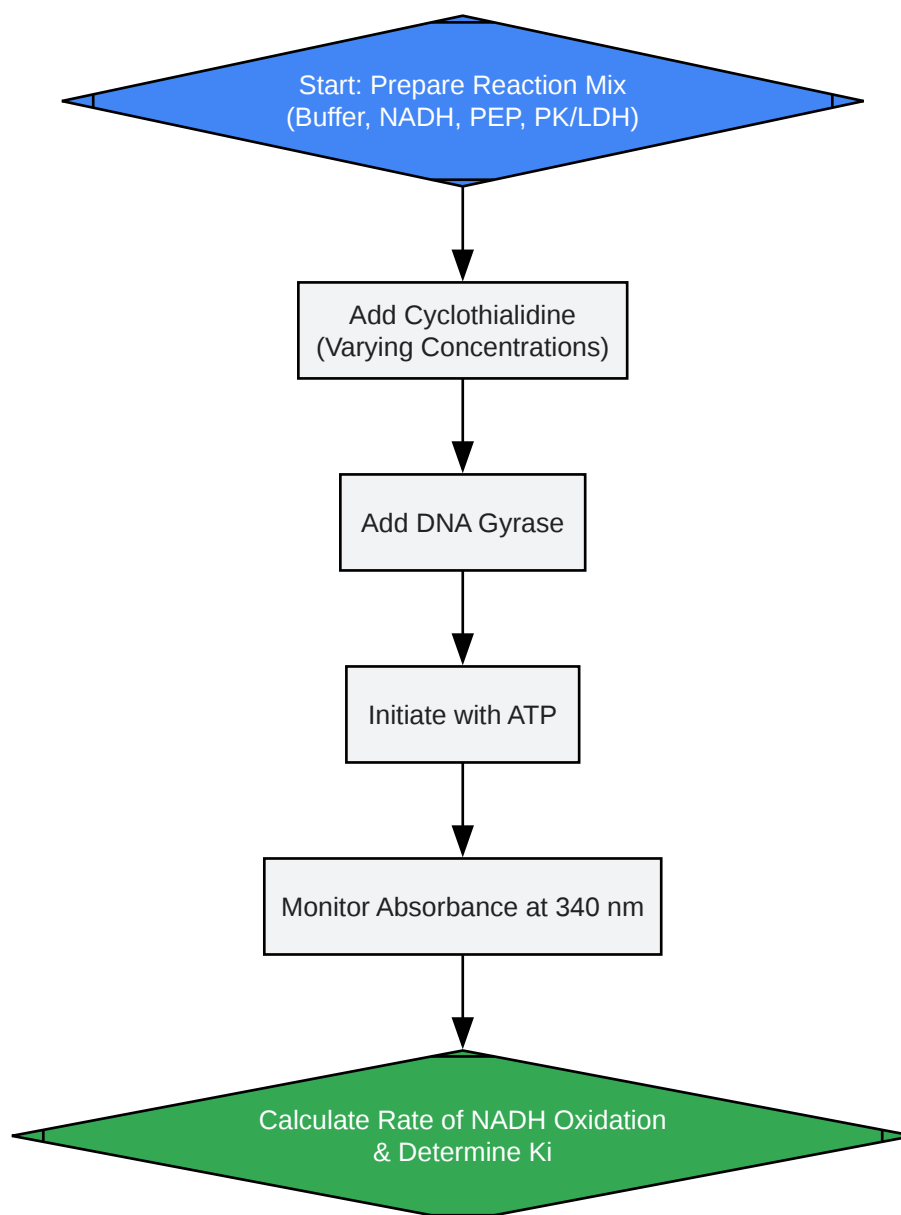 Start: Prepare Reaction Mix
(Buffer, NADH, PEP, PK/LDH)
Add Cyclothialidine
(Varying Concentrations)
Add DNA Gyrase
Initiate with ATP
Monitor Absorbance at 340 nm
Calculate Rate of NADH Oxidation
& Determine Ki